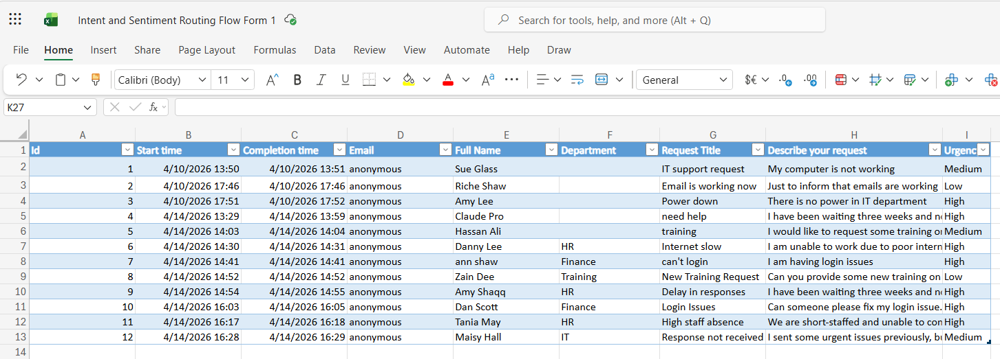 Intent and Sentiment Routing Flow Form 1 Search for tools, help, and more (Alt + Q)
File Home Insert Share Page Layout Formulas Data Review View Automate Help Draw
Calibri (Body) 11 A B I U A Aa General $€ .0 .00
K27 fx
A B C D E F G H I
1 Id Start time Completion time Email Full Name Department Request Title Describe your request Urgenc
2 1 4/10/2026 13:50 4/10/2026 13:51 anonymous Sue Glass IT support request My computer is not working Medium
3 2 4/10/2026 17:46 4/10/2026 17:46 anonymous Riche Shaw Email is working now Just to inform that emails are working Low
4 3 4/10/2026 17:51 4/10/2026 17:52 anonymous Amy Lee Power down There is no power in IT department High
5 4 4/14/2026 13:29 4/14/2026 13:59 anonymous Claude Pro need help I have been waiting three weeks and n High
6 5 4/14/2026 14:03 4/14/2026 14:04 anonymous Hassan Ali training I would like to request some training o Medium
7 6 4/14/2026 14:30 4/14/2026 14:31 anonymous Danny Lee HR Internet slow I am unable to work due to poor intern High
8 7 4/14/2026 14:41 4/14/2026 14:41 anonymous ann shaw Finance can't login I am having login issues High
9 8 4/14/2026 14:52 4/14/2026 14:52 anonymous Zain Dee Training New Training Request Can you provide some new training on Low
10 9 4/14/2026 14:54 4/14/2026 14:55 anonymous Amy Shaqq HR Delay in responses I have been waiting three weeks and n High
11 10 4/14/2026 16:03 4/14/2026 16:05 anonymous Dan Scott Finance Login Issues Can someone please fix my login issue. High
12 11 4/14/2026 16:17 4/14/2026 16:18 anonymous Tania May HR High staff absence We are short-staffed and unable to con High
13 12 4/14/2026 16:28 4/14/2026 16:29 anonymous Maisy Hall IT Response not received I sent some urgent issues previously, b Medium
14